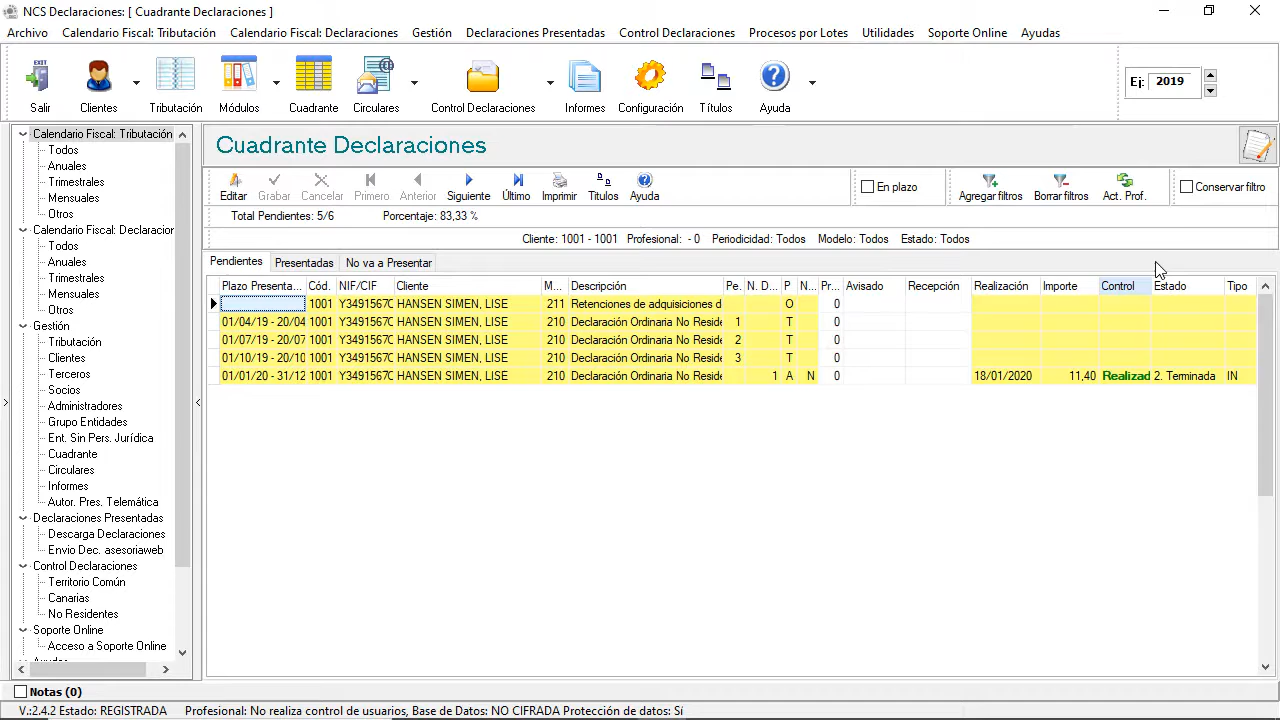 NCS Declaraciones: [ Cuadrante Declaraciones ]
Archivo Calendario Fiscal: Tributación Calendario Fiscal: Declaraciones Gestión Declaraciones Presentadas Control Declaraciones Procesos por Lotes Utilidades Soporte Online Ayudas
EXIT
Salir Clientes Tributación Módulos Cuadrante Circulares Control Declaraciones Informes Configuración Títulos Ayuda
Ej: 2019
Calendario Fiscal: Tributación
Todos
Anuales
Trimestrales
Mensuales
Otros
Calendario Fiscal: Declaracior
Todos
Anuales
Trimestrales
Mensuales
Otros
Gestión
Tributación
Clientes
Terceros
Socios
Administradores
Grupo Entidades
Ent. Sin Pers. Jurídica
Cuadrante
Circulares
Informes
Autor. Pres. Telemática
Declaraciones Presentadas
Descarga Declaraciones
Envio Dec. asesoriaweb
Control Declaraciones
Territorio Común
Canarias
No Residentes
Soporte Online
Acceso a Soporte Online
Cuadrante Declaraciones
Editar Grabar Cancelar Primero Anterior Siguiente Último Imprimir Títulos Ayuda
En plazo
Agregar filtros Borrar filtros Act. Prof.
Conservar filtro
Total Pendientes: 5/6 Porcentaje: 83,33 %
Cliente: 1001 - 1001 Profesional: - 0 Periodicidad: Todos Modelo: Todos Estado: Todos
Pendientes Presentadas No va a Presentar
Plazo Presenta... Cód. NIF/CIF Cliente M... Descripción Pe. N. D... P N... Pr... Avisado Recepción Realización Importe Control Estado Tipo
1001 Y3491567C HANSEN SIMEN, LISE 211 Retenciones de adquisiciones d O 0
01/04/19 - 20/04 1001 Y3491567C HANSEN SIMEN, LISE 210 Declaración Ordinaria No Reside 1 T 0
01/07/19 - 20/07 1001 Y3491567C HANSEN SIMEN, LISE 210 Declaración Ordinaria No Reside 2 T 0
01/10/19 - 20/10 1001 Y3491567C HANSEN SIMEN, LISE 210 Declaración Ordinaria No Reside 3 T 0
01/01/20 - 31/12 1001 Y3491567C HANSEN SIMEN, LISE 210 Declaración Ordinaria No Reside 1 A N 0 18/01/2020 11,40 Realizad 2. Terminada IN
Notas (0)
V.:2.4.2 Estado: REGISTRADA Profesional: No realiza control de usuarios, Base de Datos: NO CIFRADA Protección de datos: Sí